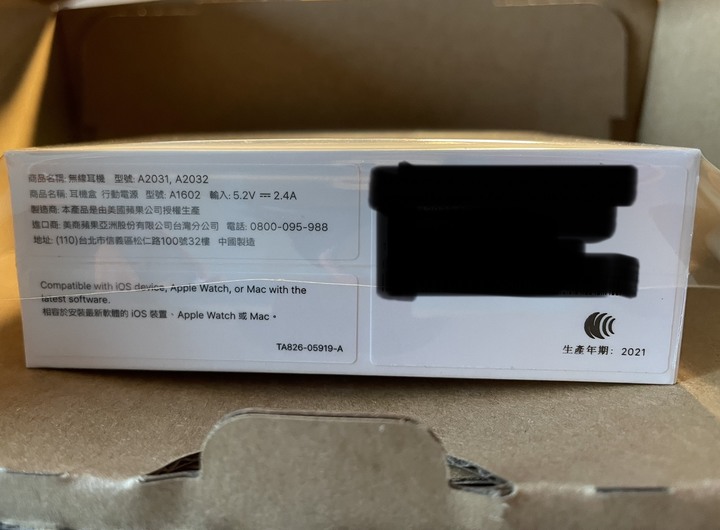 商品名稱: 無線耳機 型號: A2031, A2032
商品名稱: 耳機盒 行動電源 型號: A1602 輸入: 5.2V ⎓ 2.4A
製造商: 本產品是由美國蘋果公司授權生產
進口商: 美商蘋果亞洲股份有限公司台灣分公司 電話: 0800-095-988
地址: (110)台北市信義區松仁路100號32樓 中國製造
Compatible with iOS device, Apple Watch, or Mac with the
latest software.
相容於安裝最新軟體的 iOS 裝置、Apple Watch 或 Mac。
TA826-05919-A
生產年期: 2021